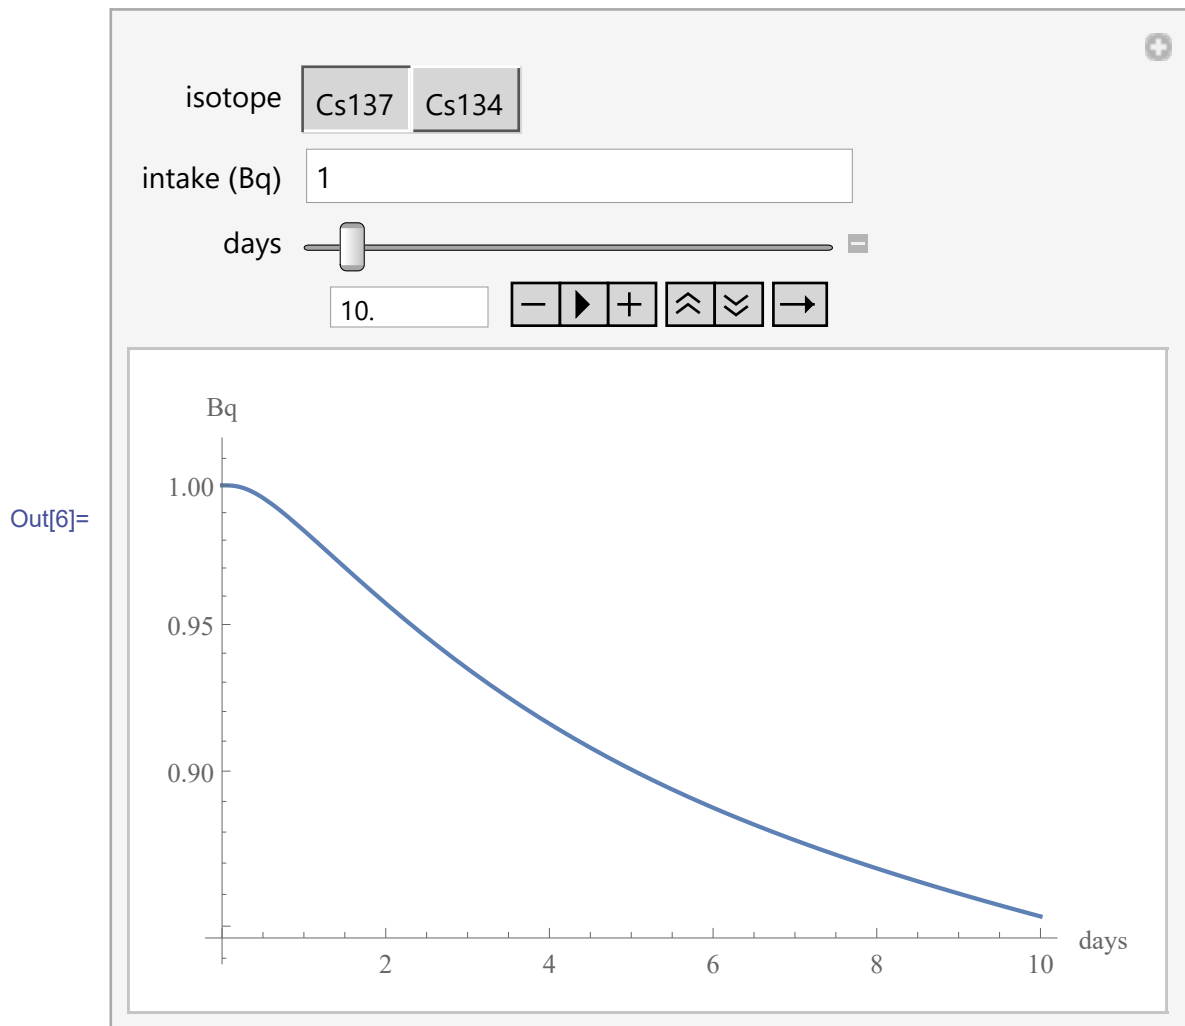 isotope Cs137 Cs134
intake (Bq) 1
days
10.
Bq
1.00
Out[6]=
0.95
0.90
days
2 4 6 8 10